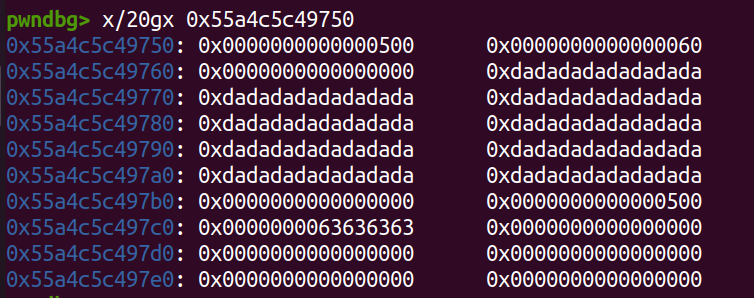 pwndbg> x/20gx 0x55a4c5c49750
0x55a4c5c49750: 0x0000000000000500 0x0000000000000060
0x55a4c5c49760: 0x0000000000000000 0xdadadadadadadada
0x55a4c5c49770: 0xdadadadadadadada 0xdadadadadadadada
0x55a4c5c49780: 0xdadadadadadadada 0xdadadadadadadada
0x55a4c5c49790: 0xdadadadadadadada 0xdadadadadadadada
0x55a4c5c497a0: 0xdadadadadadadada 0xdadadadadadadada
0x55a4c5c497b0: 0x0000000000000000 0x0000000000000500
0x55a4c5c497c0: 0x0000000063636363 0x0000000000000000
0x55a4c5c497d0: 0x0000000000000000 0x0000000000000000
0x55a4c5c497e0: 0x0000000000000000 0x0000000000000000